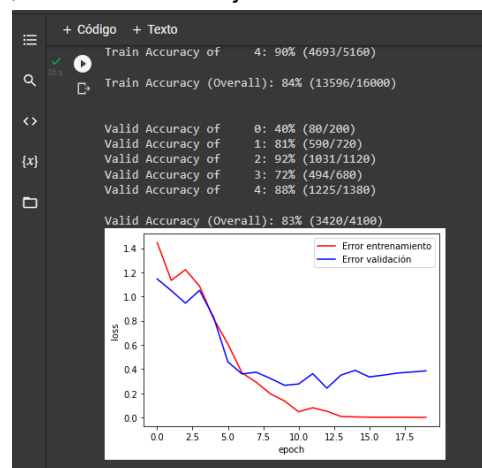 + Código + Texto
Train Accuracy of 4: 90% (4693/5160)
36 s
Train Accuracy (Overall): 84% (13596/16000)
Valid Accuracy of 0: 40% (80/200)
Valid Accuracy of 1: 81% (590/720)
Valid Accuracy of 2: 92% (1031/1120)
{x}
Valid Accuracy of 3: 72% (494/680)
Valid Accuracy of 4: 88% (1225/1380)
Valid Accuracy (Overall): 83% (3420/4100)
Error entrenamiento
Error validación
1.4
1.2
1.0
0.8
0.6
0.4
0.2
0.0
loss
0.0 2.5 5.0 7.5 10.0 12.5 15.0 17.5
epoch